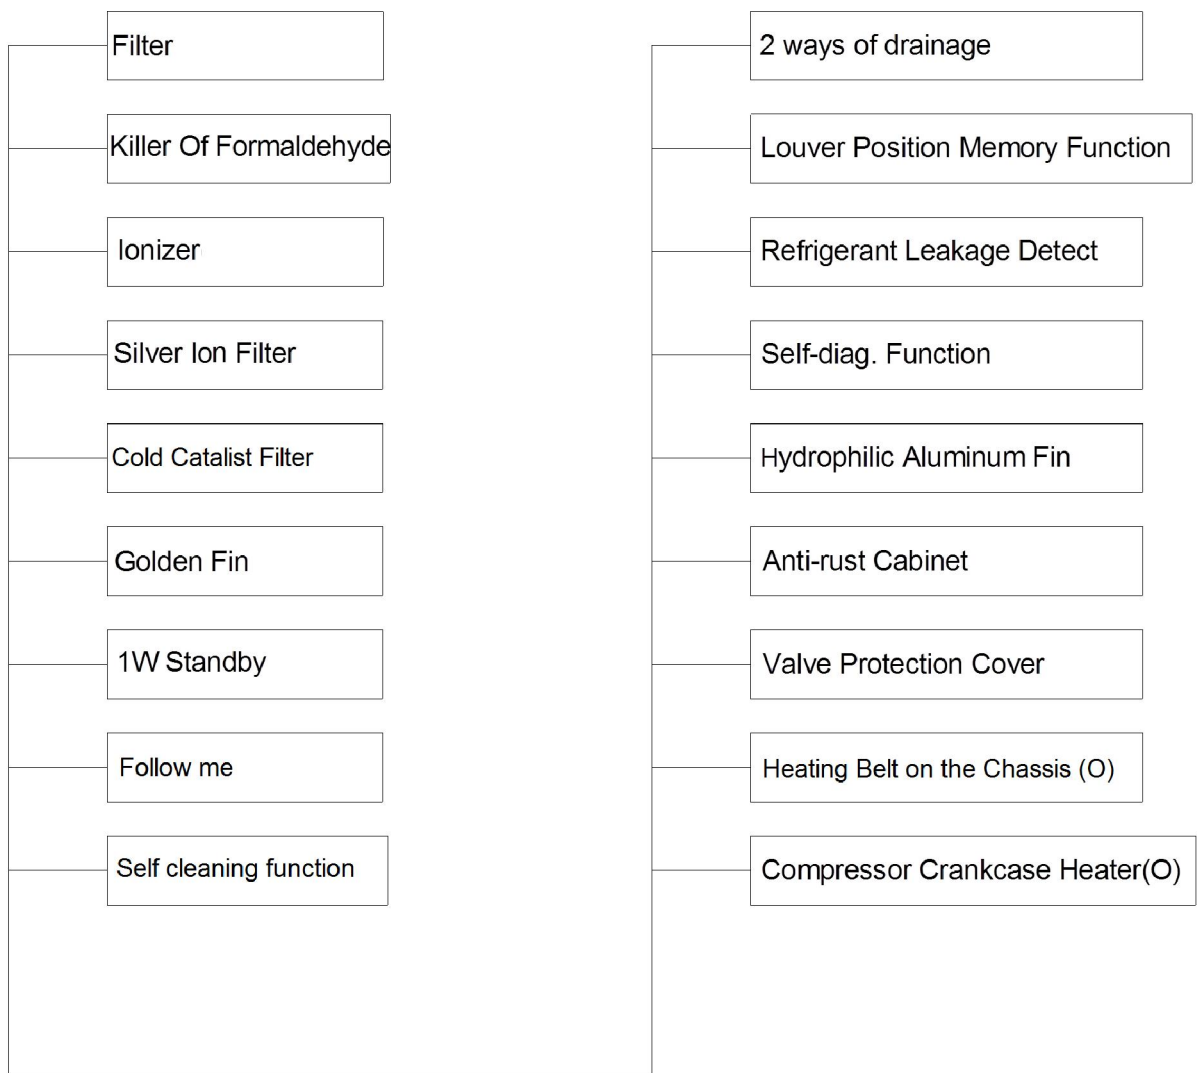 Filter
Killer Of Formaldehyde
Ionizer
Silver Ion Filter
Cold Catalist Filter
Golden Fin
1W Standby
Follow me
Self cleaning function
2 ways of drainage
Louver Position Memory Function
Refrigerant Leakage Detect
Self-diag. Function
Hydrophilic Aluminum Fin
Anti-rust Cabinet
Valve Protection Cover
Heating Belt on the Chassis (O)
Compressor Crankcase Heater(O)